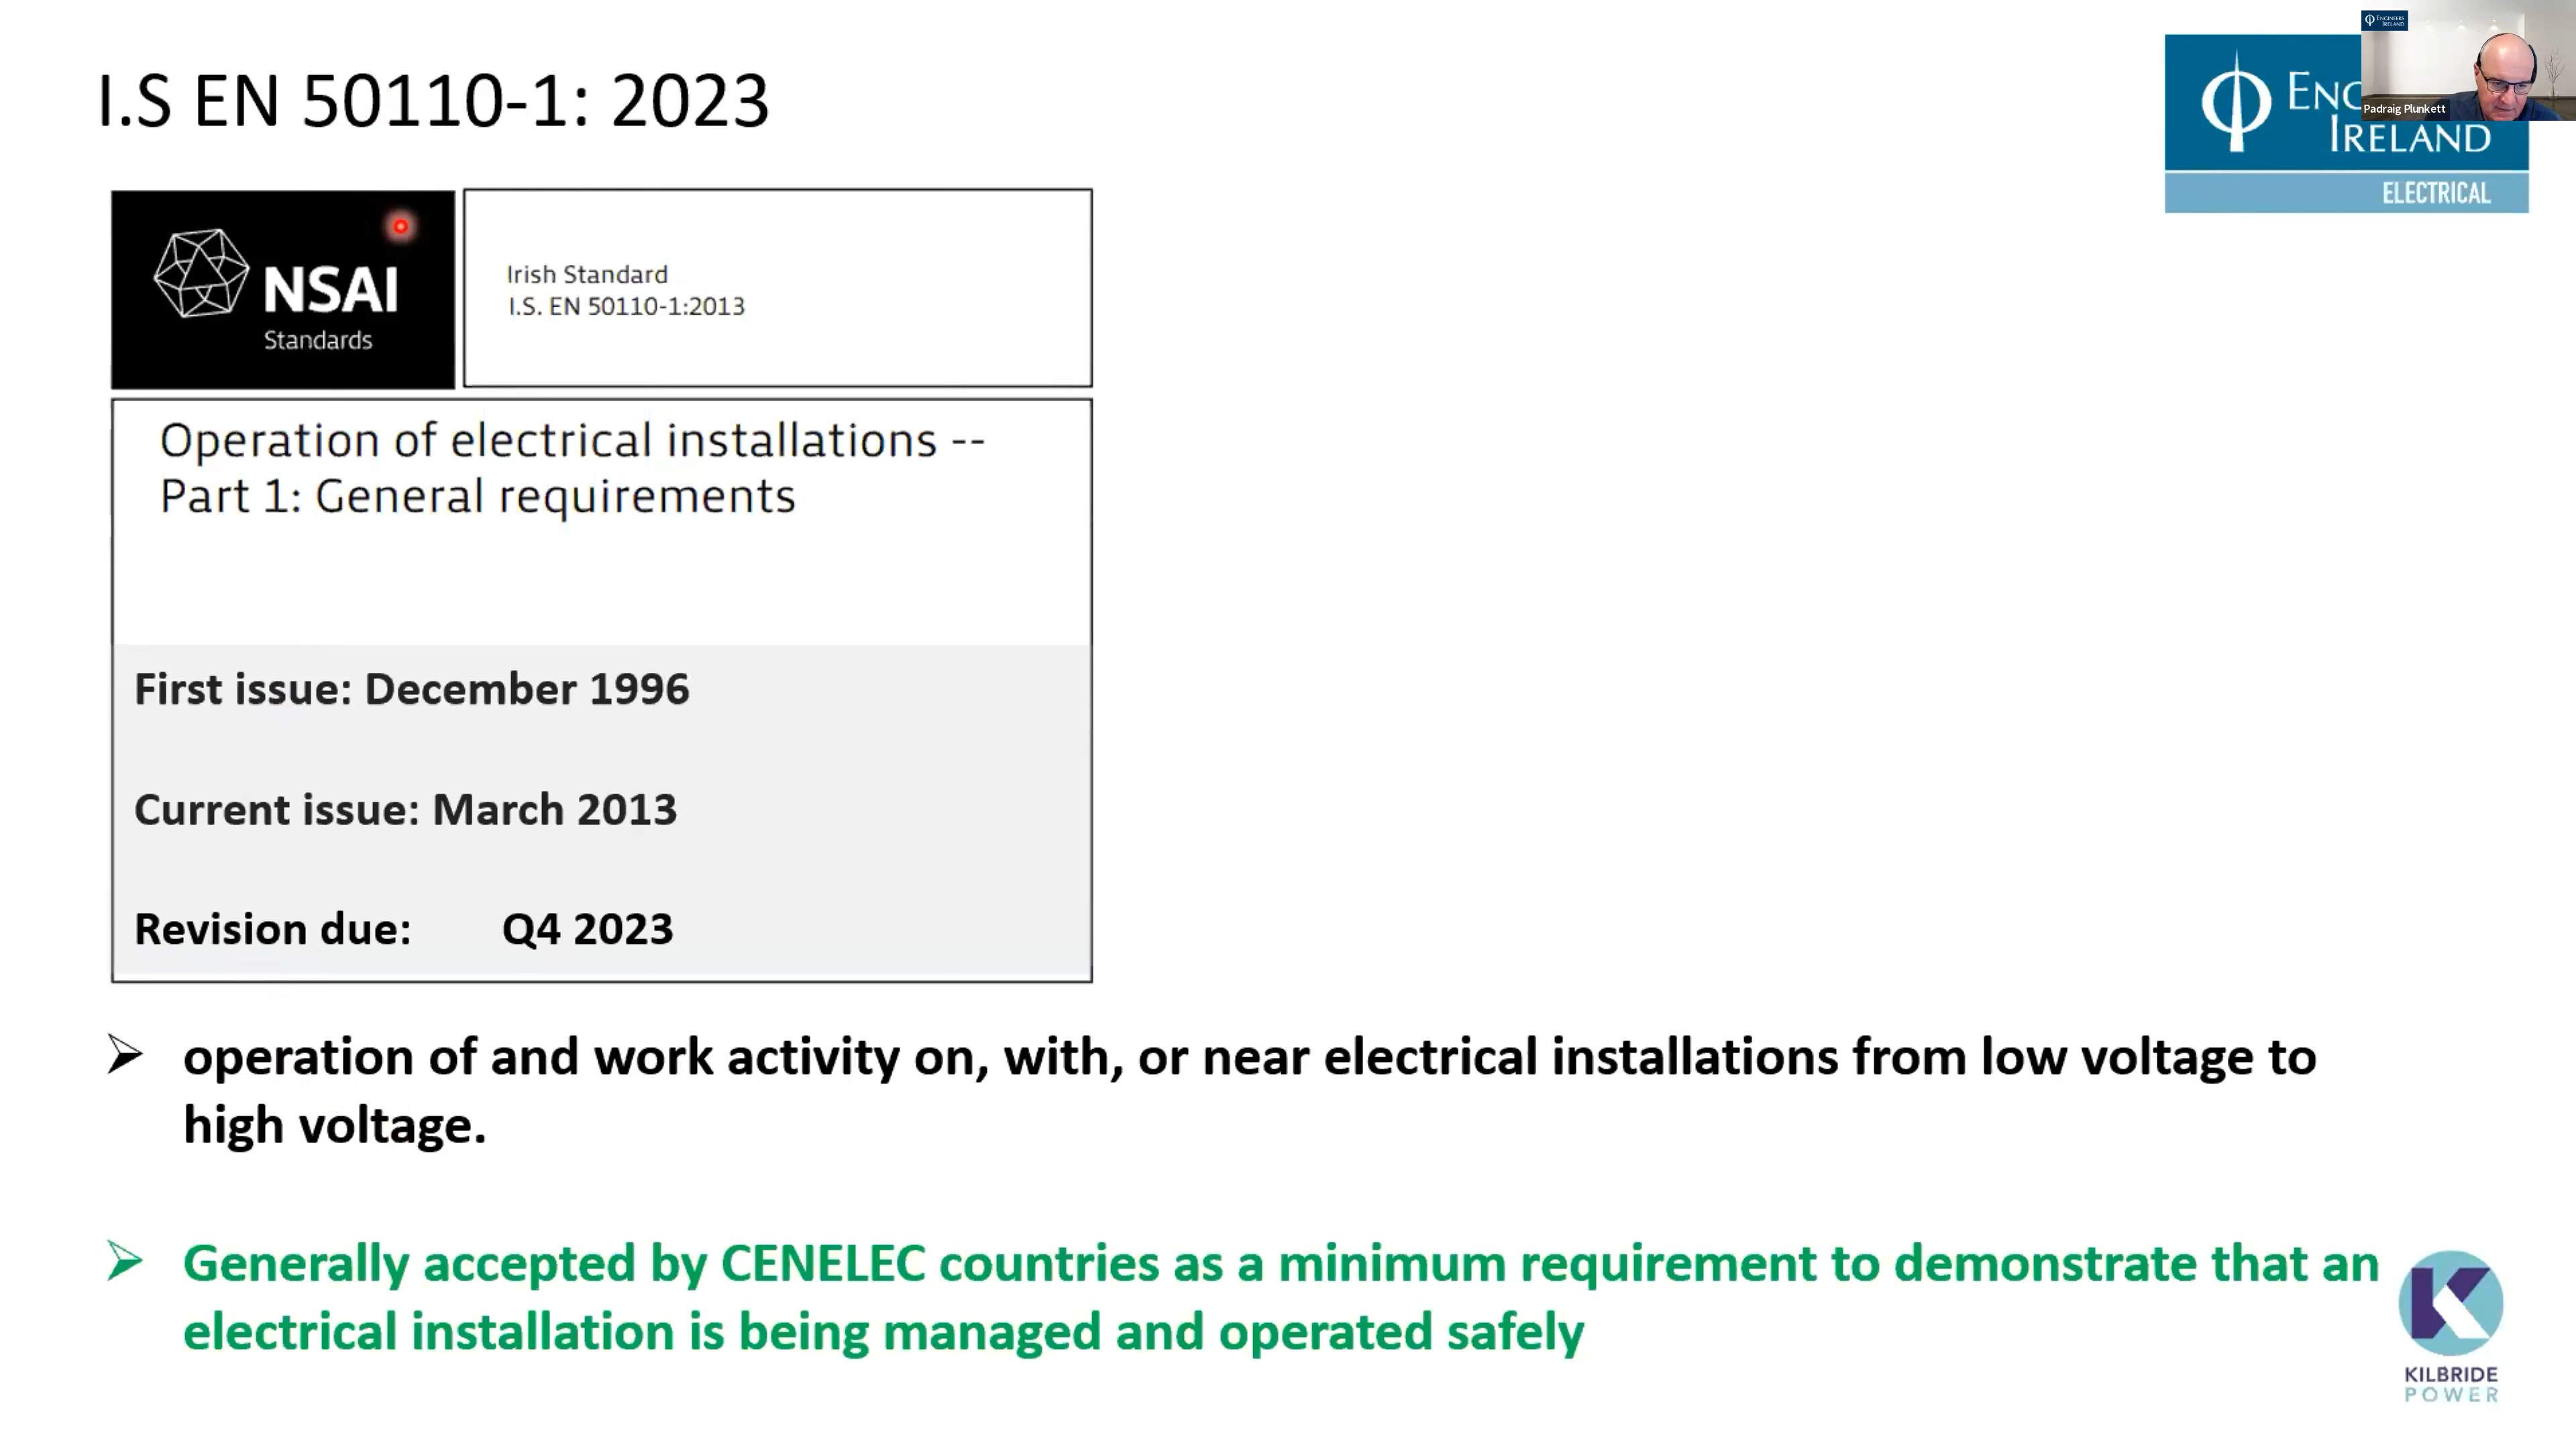 I.S EN 50110-1: 2023
ENGINEERS
IRELAND
Padraig Plunkett
IRELAND
ELECTRICAL
NSAI
Standards
Irish Standard
I.S. EN 50110-1:2013
Operation of electrical installations --
Part 1: General requirements
First issue: December 1996
Current issue: March 2013
Revision due: Q4 2023
operation of and work activity on, with, or near electrical installations from low voltage to
high voltage.
Generally accepted by CENELEC countries as a minimum requirement to demonstrate that an
electrical installation is being managed and operated safely
KILBRIDE
POWER